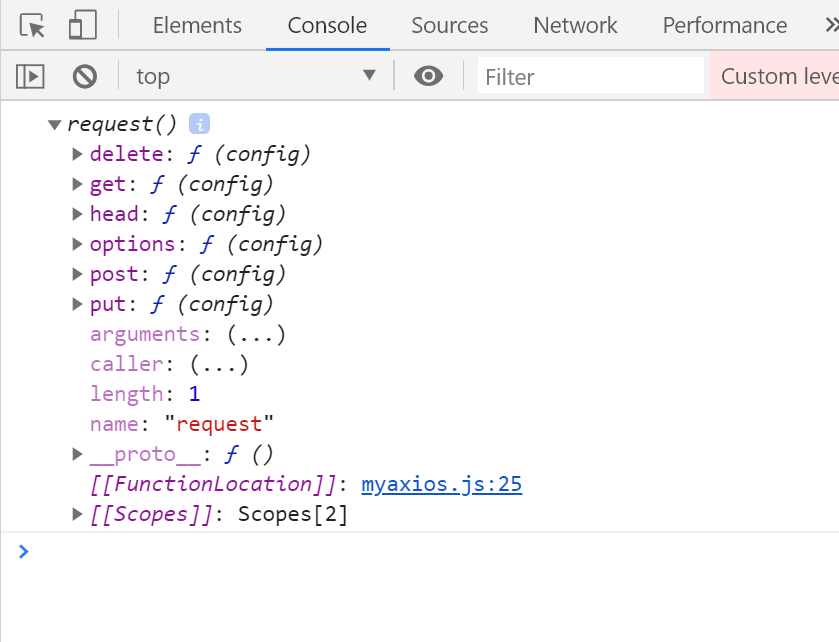 Elements Console Sources Network Performance »
top ▼ Filter Custom leve
▼ request() i
▶ delete: ƒ (config)
▶ get: ƒ (config)
▶ head: ƒ (config)
▶ options: ƒ (config)
▶ post: ƒ (config)
▶ put: ƒ (config)
arguments: (...)
caller: (...)
length: 1
name: "request"
▶ __proto__: ƒ ()
[[FunctionLocation]]: myaxios.js:25
▶ [[Scopes]]: Scopes[2]
>